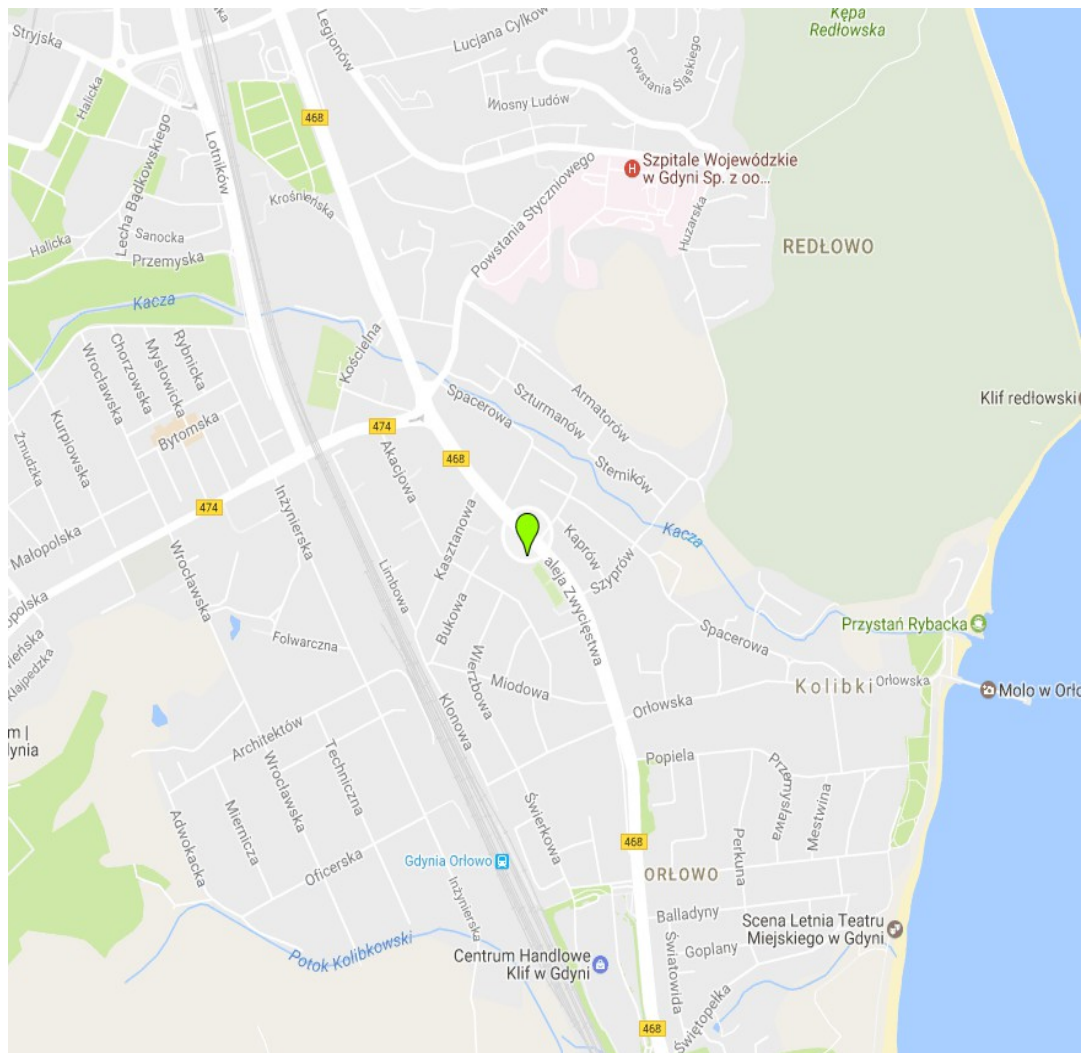 Kępa
Redłowska
Stryjska
Legionów
Lucjana Cylkow
Powstania Śląskiego
Halicka
Wiosny Ludów
468
Lotników
Lecha Bądkowskiego
Szpitale Wojewódzkie
w Gdyni Sp. z oo...
Powstania Styczniowego
Krośnieńska
Huzarska
Halicka
Sanocka
Przemyska
REDŁOWO
Kacza
Kościelna
Rybnicka
Mysłowicka
Chorzowska
Wrocławska
Spacerowa
Szturmanów
Armatorów
Klif redłowski
Kurpiowska
Żmudzka
Bytomska
474
Akacjowa
468
Sterników
474
Inżynierska
Kasztanowa
Kacza
Małopolska
Wrocławska
Limbowa
Kaprów
Szyprów
aleja Zwycięstwa
opolska
Bukowa
Folwarczna
Przystań Rybacka
Spacerowa
Wierzbowa
Klajpedzka
Miodowa
Kolibki
Orłowska
Molo w Orło
Orłowska
Klonowa
m |
dynia
Architektów
Techniczna
Wrocławska
Popiela
Przemysława
Mestwina
Miernicza
Adwokacka
Świerkowa
468
Perkuna
Oficerska
Gdynia Orłowo
Inżynierska
ORŁOWO
Balladyny
Scena Letnia Teatru
Miejskiego w Gdyni
Goplany
Światowida
Potok Kolibkowski
Centrum Handlowe
Klif w Gdyni
Świętopełka
468